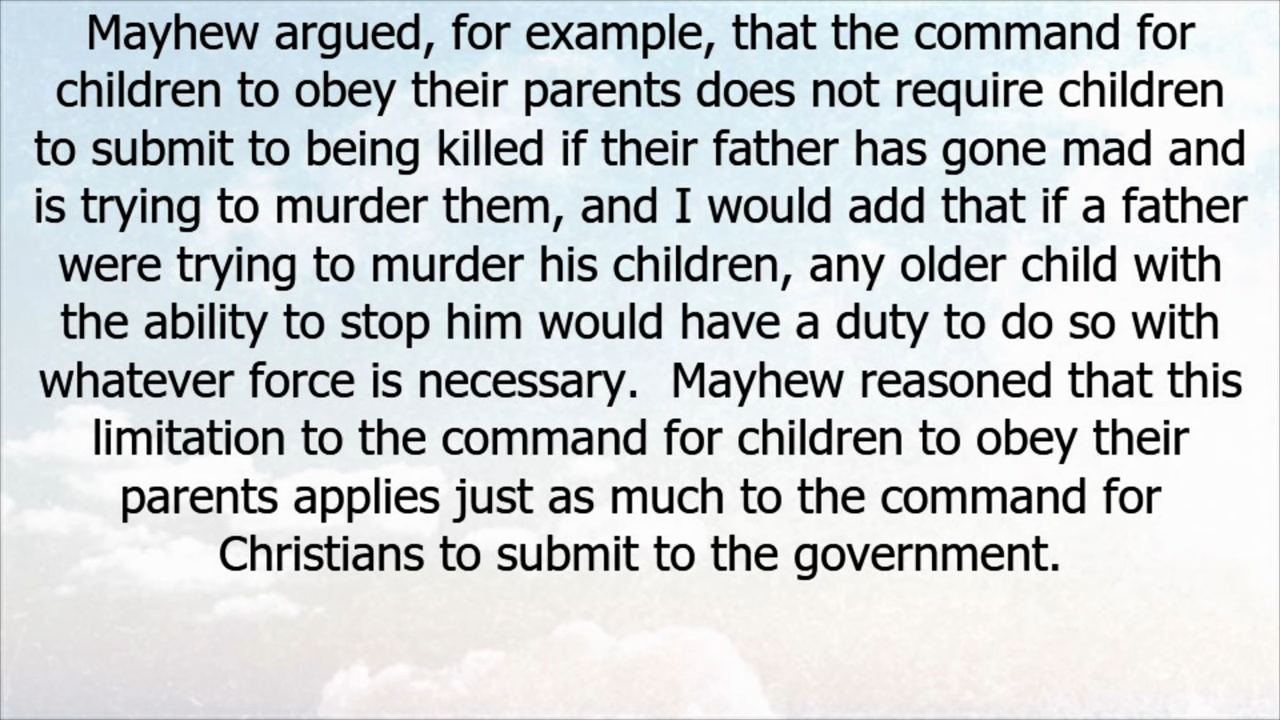 Mayhew argued, for example, that the command for
children to obey their parents does not require children
to submit to being killed if their father has gone mad and
is trying to murder them, and I would add that if a father
were trying to murder his children, any older child with
the ability to stop him would have a duty to do so with
whatever force is necessary.  Mayhew reasoned that this
limitation to the command for children to obey their
parents applies just as much to the command for
Christians to submit to the government.